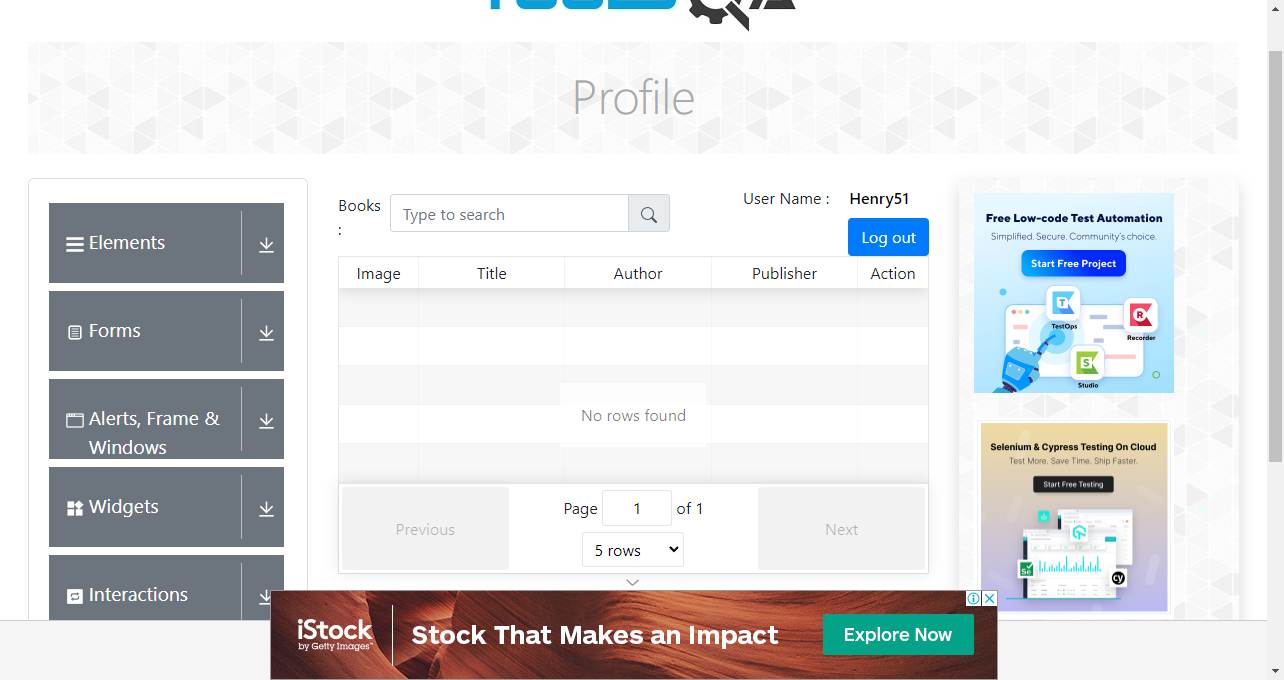 Profile
Elements
Forms
Alerts, Frame &
Windows
Widgets
Interactions
Books
:
Type to search
User Name :
Henry51
Log out
Image
Title
Author
Publisher
Action
No rows found
Previous
Page
1
of 1
5 rows
Next
Free Low-code Test Automation
Simplified. Secure. Community's choice.
Start Free Project
TestOps
Recorder
Studio
Selenium & Cypress Testing On Cloud
Test More. Save Time. Ship Faster.
Start Free Testing
Se
cy
iStock
by Getty Images™
Stock That Makes an Impact
Explore Now